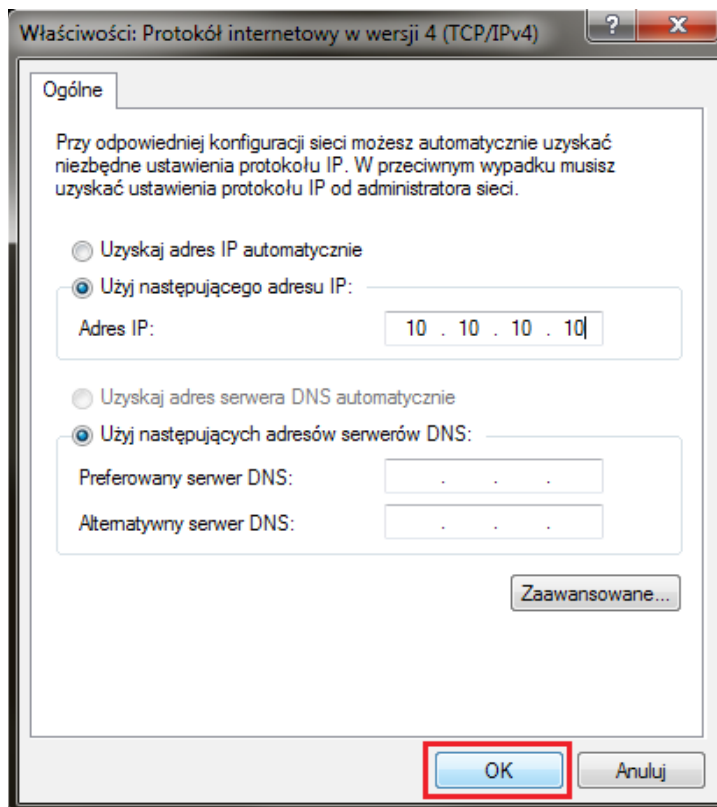 Właściwości: Protokół internetowy w wersji 4 (TCP/IPv4)
?
X
Ogólne
Przy odpowiedniej konfiguracji sieci możesz automatycznie uzyskać
niezbędne ustawienia protokołu IP. W przeciwnym wypadku musisz
uzyskać ustawienia protokołu IP od administratora sieci.
Uzyskaj adres IP automatycznie
Użyj następującego adresu IP:
Adres IP: 10 . 10 . 10 . 10
Uzyskaj adres serwera DNS automatycznie
Użyj następujących adresów serwerów DNS:
Preferowany serwer DNS: . . .
Alternatywny serwer DNS: . . .
Zaawansowane...
OK Anuluj